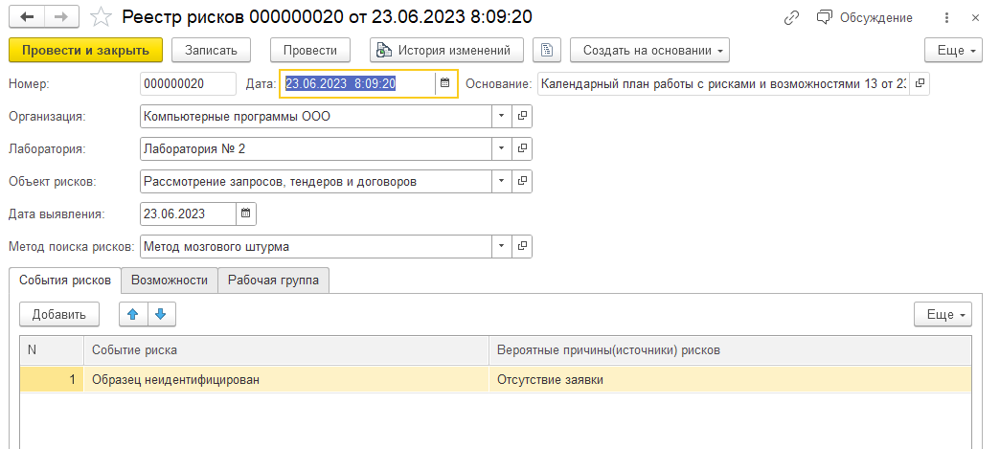 Реестр рисков 000000020 от 23.06.2023 8:09:20
Обсуждение
Провести и закрыть Записать Провести История изменений Создать на основании Еще
Номер: 000000020 Дата: 23.06.2023 8:09:20 Основание: Календарный план работы с рисками и возможностями 13 от 23
Организация: Компьютерные программы ООО
Лаборатория: Лаборатория № 2
Объект рисков: Рассмотрение запросов, тендеров и договоров
Дата выявления: 23.06.2023
Метод поиска рисков: Метод мозгового штурма
События рисков Возможности Рабочая группа
Добавить Еще
N Событие риска Вероятные причины(источники) рисков
1 Образец неидентифицирован Отсутствие заявки